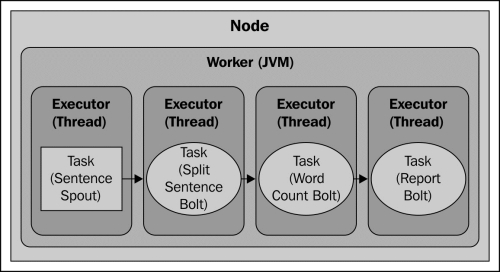 Node
Worker (JVM)
Executor
(Thread)
Task
(Sentence
Spout)
Executor
(Thread)
Task
(Split
Sentence
Bolt)
Executor
(Thread)
Task
(Word
Count Bolt)
Executor
(Thread)
Task
(Report
Bolt)